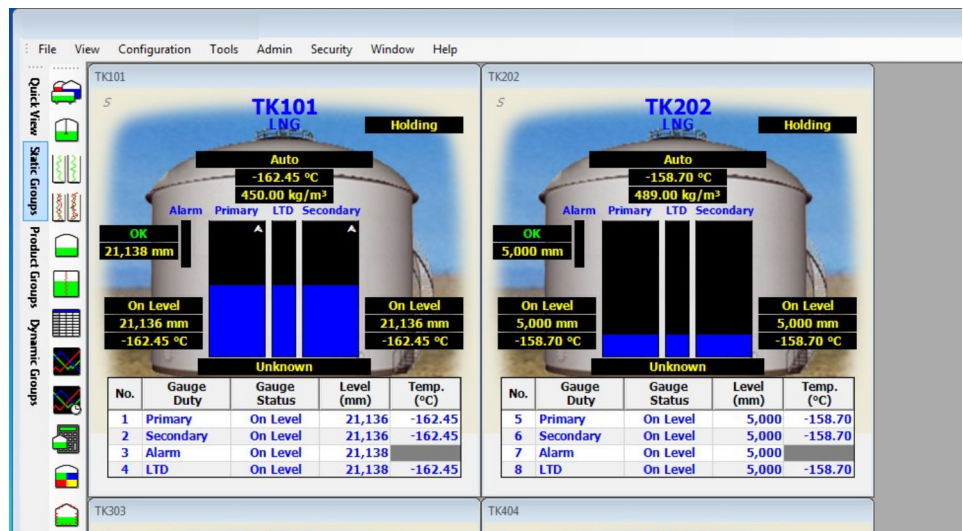 File View Configuration Tools Admin Security Window Help
Quick View
Static Groups
Product Groups
Dynamic Groups
TK101
S
TK101
LNG
Holding
Auto
-162.45 °C
450.00 kg/m³
Alarm Primary LTD Secondary
OK
21,138 mm
On Level
21,136 mm
-162.45 °C
On Level
21,136 mm
-162.45 °C
Unknown
No. Gauge Duty Gauge Status Level (mm) Temp. (°C)
1 Primary On Level 21,136 -162.45
2 Secondary On Level 21,136 -162.45
3 Alarm On Level 21,138
4 LTD On Level 21,138 -162.45
TK202
S
TK202
LNG
Holding
Auto
-158.70 °C
489.00 kg/m³
Alarm Primary LTD Secondary
OK
5,000 mm
On Level
5,000 mm
-158.70 °C
On Level
5,000 mm
-158.70 °C
Unknown
No. Gauge Duty Gauge Status Level (mm) Temp. (°C)
5 Primary On Level 5,000 -158.70
6 Secondary On Level 5,000 -158.70
7 Alarm On Level 5,000
8 LTD On Level 5,000 -158.70
TK303
TK404